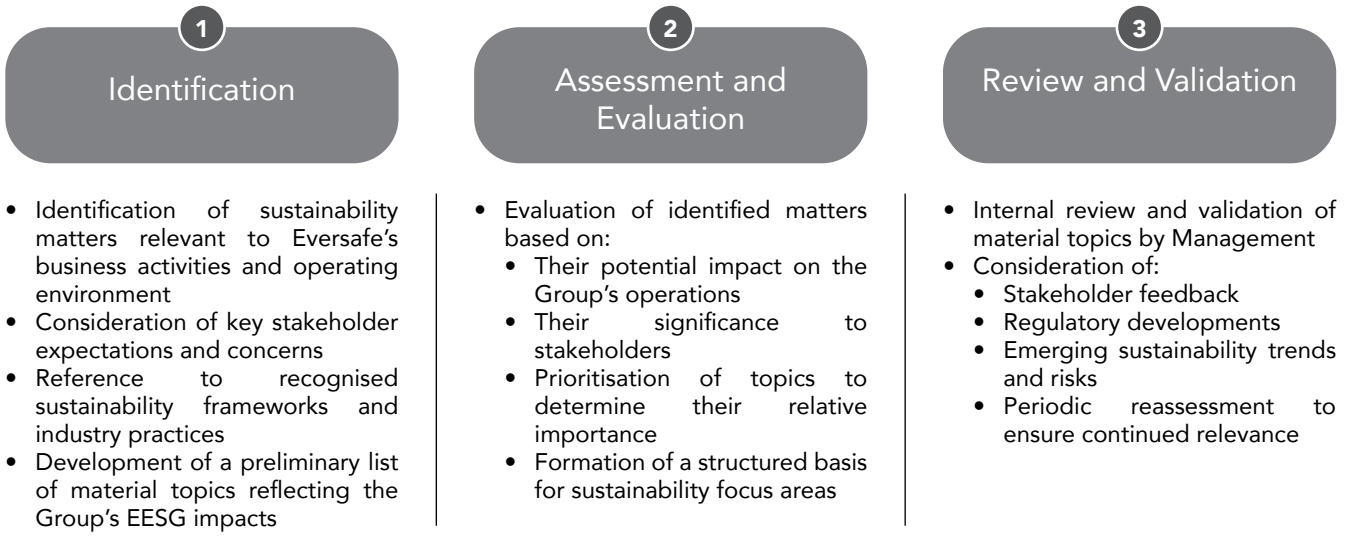 1
Identification
• Identification of sustainability
matters relevant to Eversafe's
business activities and operating
environment
• Consideration of key stakeholder
expectations and concerns
• Reference to recognised
sustainability frameworks and
industry practices
• Development of a preliminary list
of material topics reflecting the
Group's EESG impacts
2
Assessment and
Evaluation
• Evaluation of identified matters
based on:
• Their potential impact on the
Group's operations
• Their significance to
stakeholders
• Prioritisation of topics to
determine their relative
importance
• Formation of a structured basis
for sustainability focus areas
3
Review and Validation
• Internal review and validation of
material topics by Management
• Consideration of:
• Stakeholder feedback
• Regulatory developments
• Emerging sustainability trends
and risks
• Periodic reassessment to
ensure continued relevance